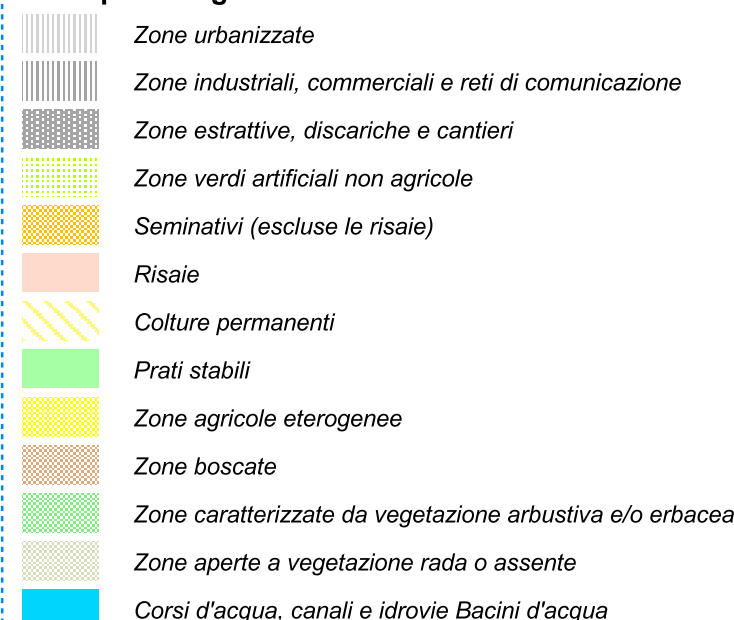 Zone urbanizzate
Zone industriali, commerciali e reti di comunicazione
Zone estrattive, discariche e cantieri
Zone verdi artificiali non agricole
Seminativi (escluse le risaie)
Risaie
Colture permanenti
Prati stabili
Zone agricole eterogenee
Zone boscate
Zone caratterizzate da vegetazione arbustiva e/o erbacea
Zone aperte a vegetazione rada o assente
Corsi d'acqua, canali e idrovie Bacini d'acqua